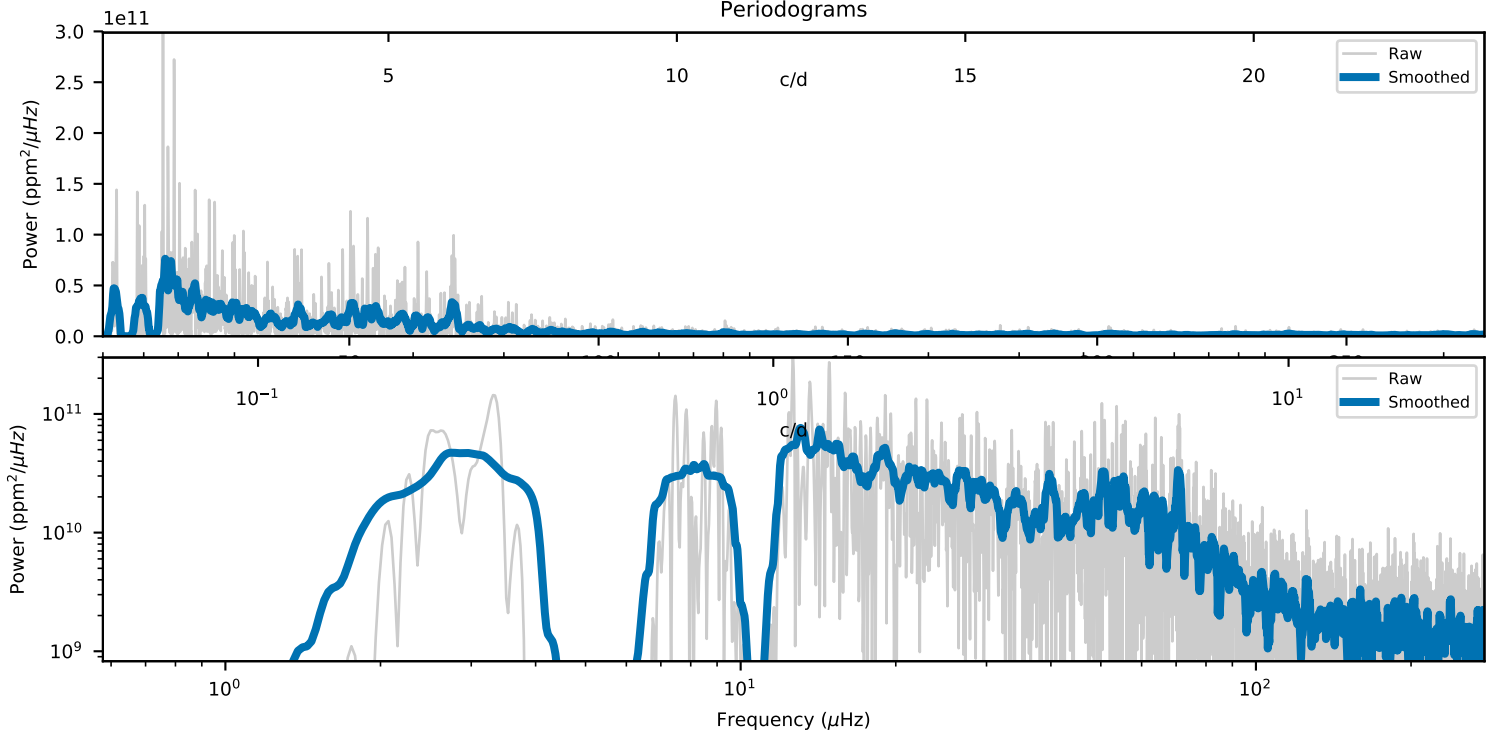 Periodograms
1e11
3.0
2.5
2.0
1.5
1.0
0.5
0.0
Power (ppm²/μHz)
5 10 15 20
c/d
Raw
Smoothed
10⁻¹ 10⁰ 10¹
c/d
Raw
Smoothed
10¹¹
10¹⁰
10⁹
Power (ppm²/μHz)
10⁰ 10¹ 10²
Frequency (μHz)